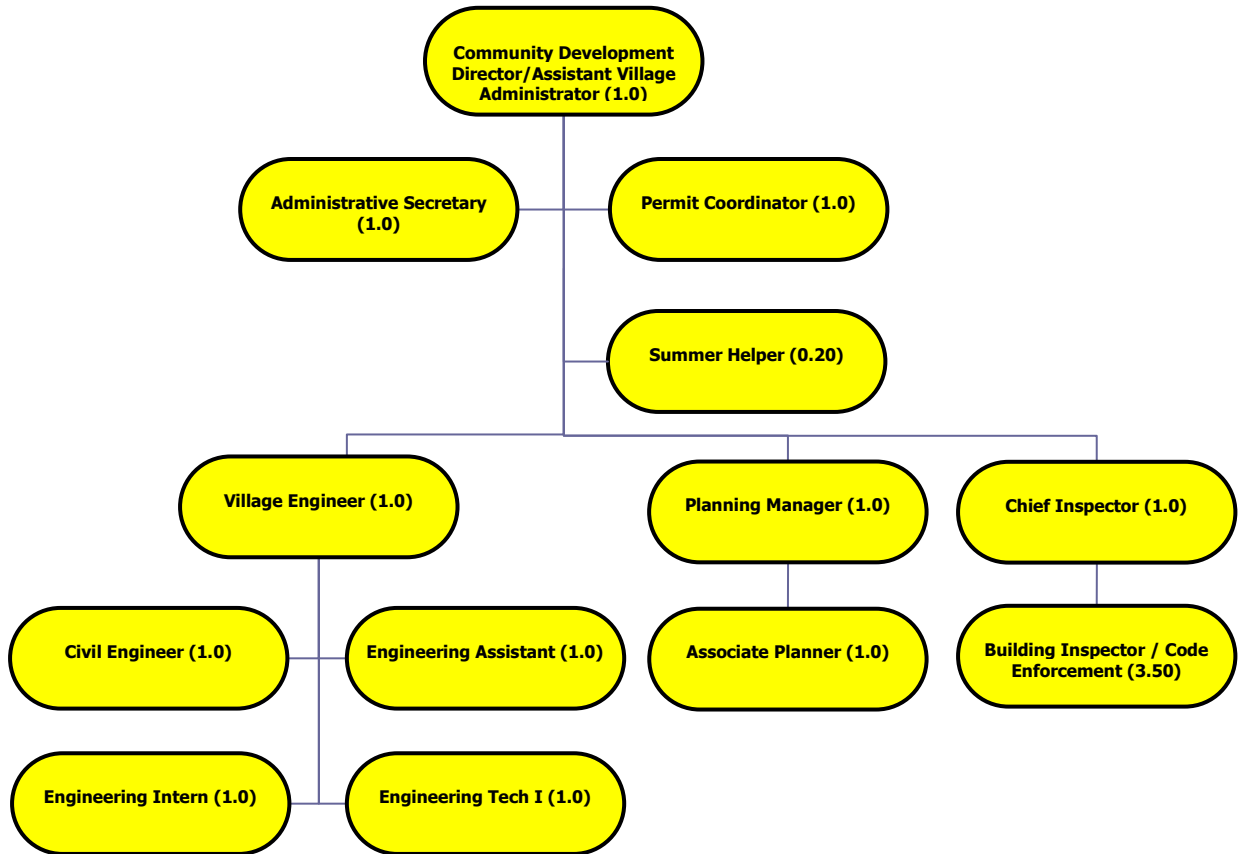 Community Development
Director/Assistant Village
Administrator (1.0)
Administrative Secretary
(1.0)
Permit Coordinator (1.0)
Summer Helper (0.20)
Village Engineer (1.0)
Planning Manager (1.0)
Chief Inspector (1.0)
Civil Engineer (1.0)
Engineering Assistant (1.0)
Associate Planner (1.0)
Building Inspector / Code
Enforcement (3.50)
Engineering Intern (1.0)
Engineering Tech I (1.0)